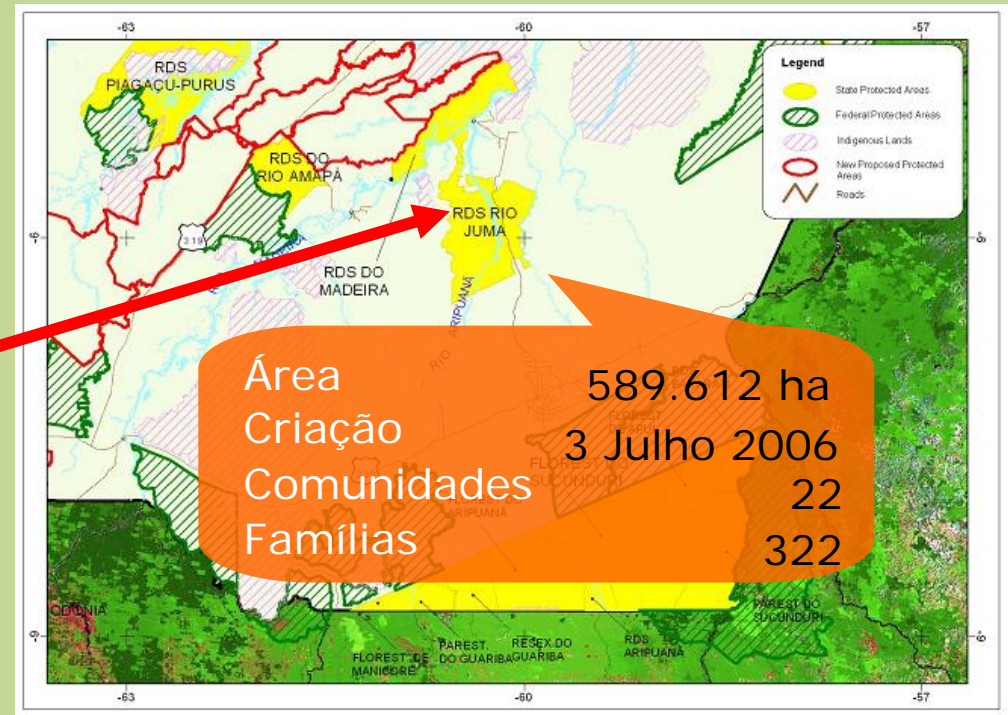 -63
-60
-57
RDS
PIAGAÇU-PURUS
RDS DO
RIO AMAPÁ
319
RDS DO
MADEIRA
RDS RIO
JUMA
RIO ARIPUANÃ
-6
-6
Legend
State Protected Areas
Federal Protected Areas
Indigenous Lands
New Proposed Protected
Areas
Roads
Área 589.612 ha
Criação 3 Julho 2006
Comunidades 22
Famílias 322
FLOREST DO
SUCUNDURI
ARIPUANÃ
-9
-9
FLOREST. DE
MANICORÉ
PAREST.
DO GUARIBA
RESEX DO
GUARIBA
RDS
ARIPUANÃ
PAREST DO
SUCUNDURI
-63
-60
-57